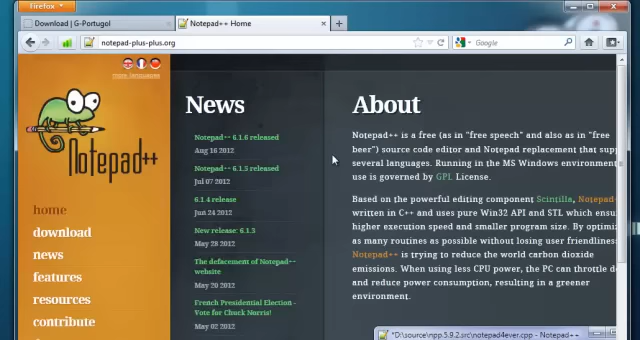 Firefox
Download | G-Portugol
Notepad++ Home
notepad-plus-plus.org
Google
more languages
Notepad++
home
download
news
features
resources
contribute
News
Notepad++ 6.1.6 released
Aug 16 2012
Notepad++ 6.1.5 released
Jul 07 2012
6.1.4 release
Jun 24 2012
New release: 6.1.3
May 28 2012
The defacement of Notepad++
website
May 20 2012
French Presidential Election -
Vote for Chuck Norris!
May 02 2012
About
Notepad++ is a free (as in "free speech" and also as in "free
beer") source code editor and Notepad replacement that sup
several languages. Running in the MS Windows environment
use is governed by GPL License.
Based on the powerful editing component Scintilla, Notepad
written in C++ and uses pure Win32 API and STL which ensu
higher execution speed and smaller program size. By optimi
as many routines as possible without losing user friendliness
Notepad++ is trying to reduce the world carbon dioxide
emissions. When using less CPU power, the PC can throttle d
and reduce power consumption, resulting in a greener
environment.
*D:\source\npp.5.9.2.src\notepad4ever.cpp - Notepad++